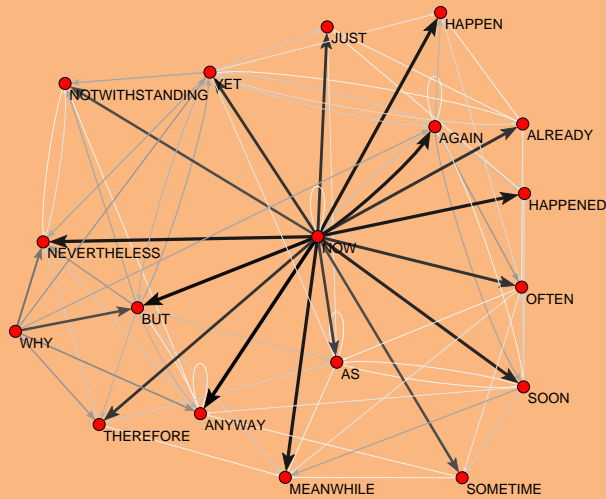 HAPPEN
JUST
YET
NOTWITHSTANDING
ALREADY
AGAIN
HAPPENED
NOW
NEVERTHELESS
OFTEN
BUT
WHY
AS
SOON
ANYWAY
THEREFORE
MEANWHILE
SOMETIME